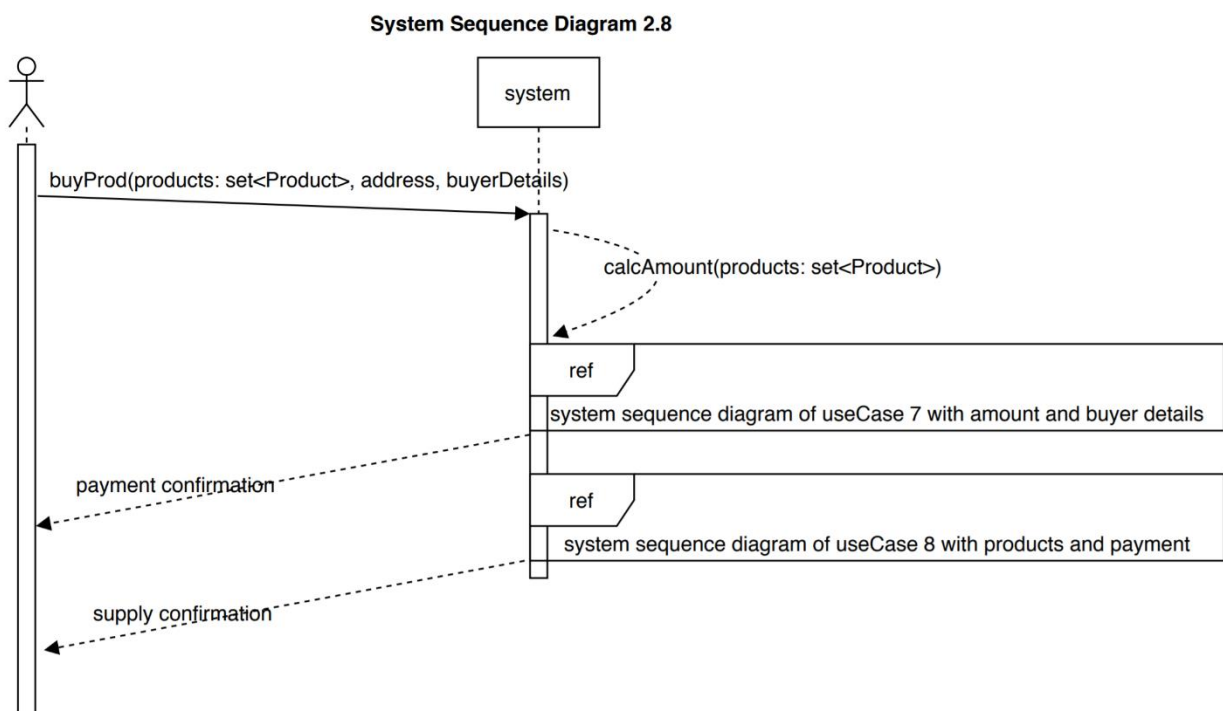 System Sequence Diagram 2.8
system
buyProd(products: set<Product>, address, buyerDetails)
calcAmount(products: set<Product>)
ref
system sequence diagram of useCase 7 with amount and buyer details
payment confirmation
ref
system sequence diagram of useCase 8 with products and payment
supply confirmation